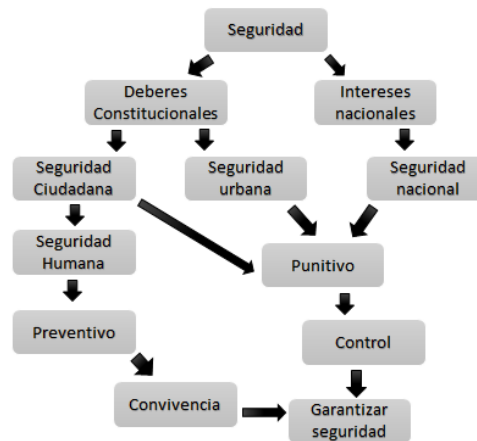 Seguridad
Deberes
Constitucionales
Intereses
nacionales
Seguridad
Ciudadana
Seguridad
urbana
Seguridad
nacional
Seguridad
Humana
Punitivo
Preventivo
Control
Convivencia
Garantizar
seguridad